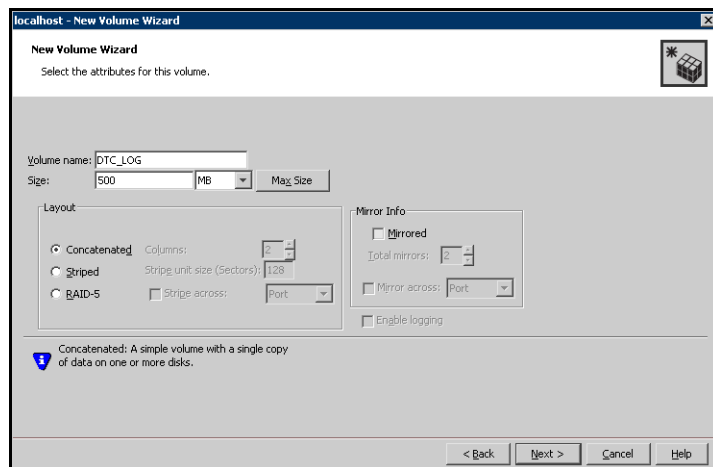 localhost - New Volume Wizard
New Volume Wizard
Select the attributes for this volume.
Volume name: DTC_LOG
Size: 500 MB Max Size
Layout
Concatenated Columns: 2
Striped Stripe unit size (Sectors): 128
RAID-5 Stripe across: Port
Mirror Info
Mirrored
Total mirrors: 2
Mirror across: Port
Enable logging
Concatenated: A simple volume with a single copy
of data on one or more disks.
< Back Next > Cancel Help